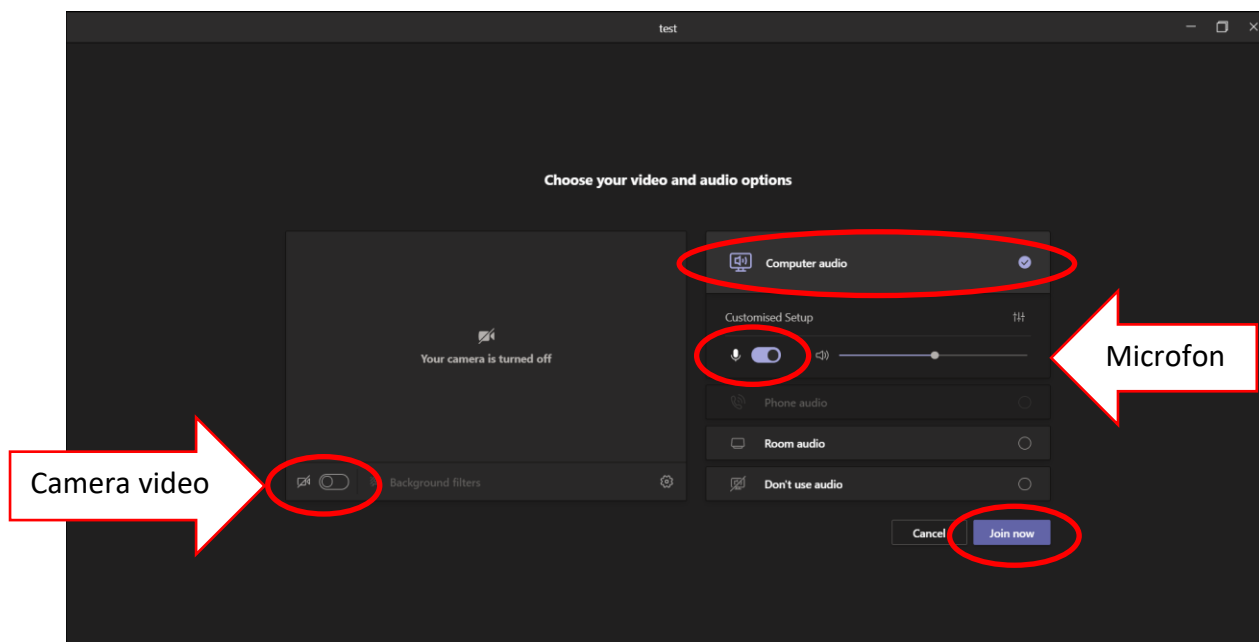 test
Choose your video and audio options
Computer audio
Customised Setup
Your camera is turned off
Microfon
Phone audio
Room audio
Camera video
Background filters
Don't use audio
Cancel
Join now